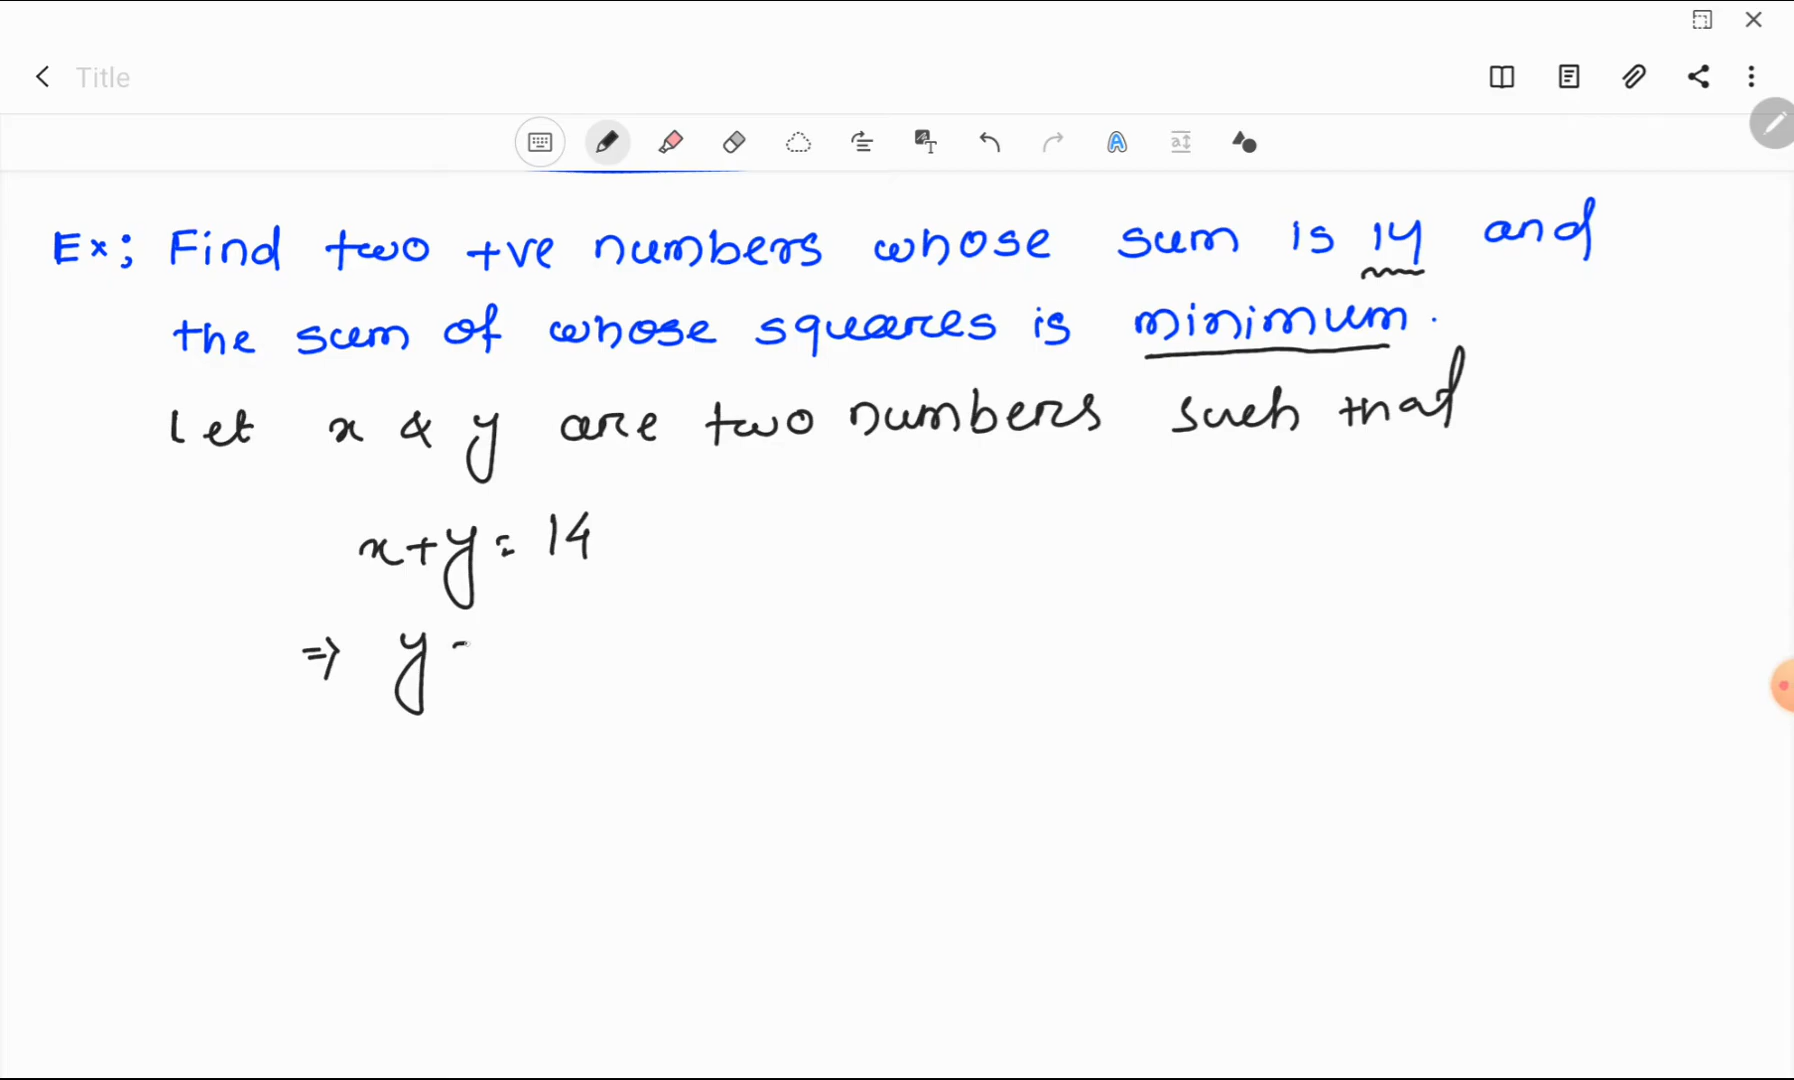 Title
Ex; Find two +ve numbers whose sum is 14 and
the sum of whose squares is minimum.
Let x & y are two numbers such that
x+y= 14
⇒ y -